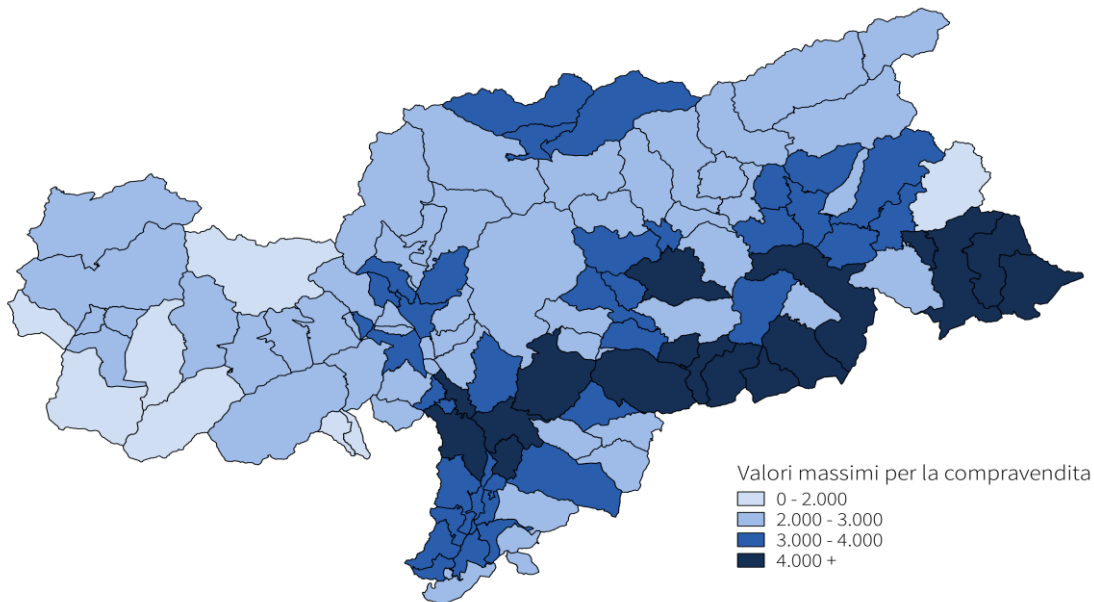 Valori massimi per la compravendita
0 - 2.000
2.000 - 3.000
3.000 - 4.000
4.000 +